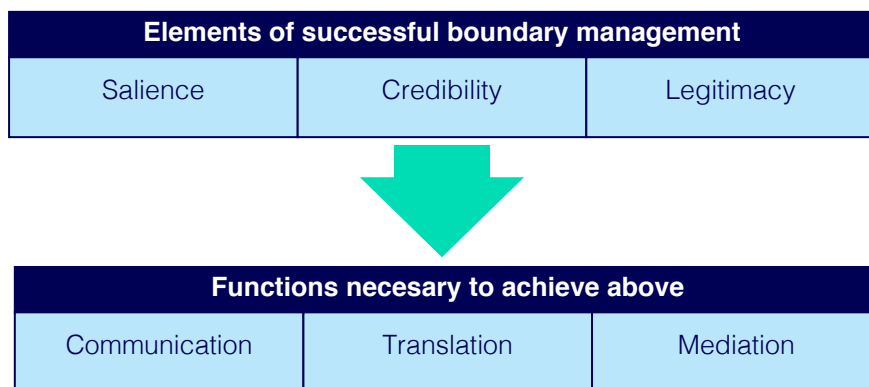 Elements of successful boundary management
Salience Credibility Legitimacy
Functions necesary to achieve above
Communication Translation Mediation